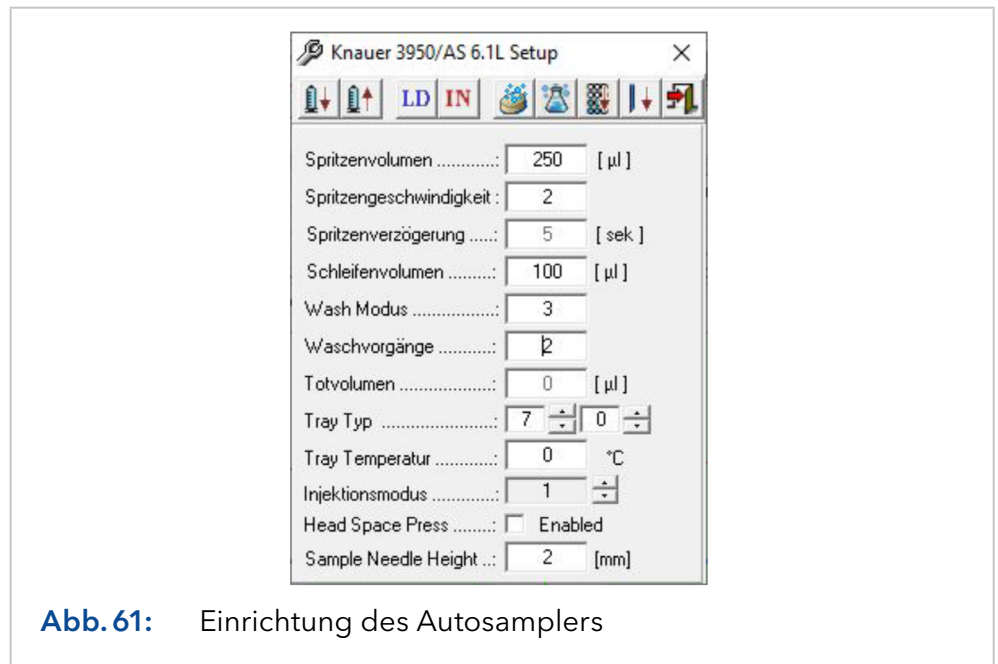 Knauer 3950/AS 6.1L Setup
LD IN
Spritzenvolumen ............: 250 [ µl ]
Spritzengeschwindigkeit : 2
Spritzenverzögerung .....: 5 [ sek ]
Schleifenvolumen .........: 100 [ µl ]
Wash Modus .................: 3
Waschvorgänge ...........: 2
Totvolumen ...................: 0 [ µl ]
Tray Typ .......................: 7 0
Tray Temperatur ............: 0 °C
Injektionsmodus .............: 1
Head Space Press ........: Enabled
Sample Needle Height ..: 2 [mm]
Abb. 61: Einrichtung des Autosamplers